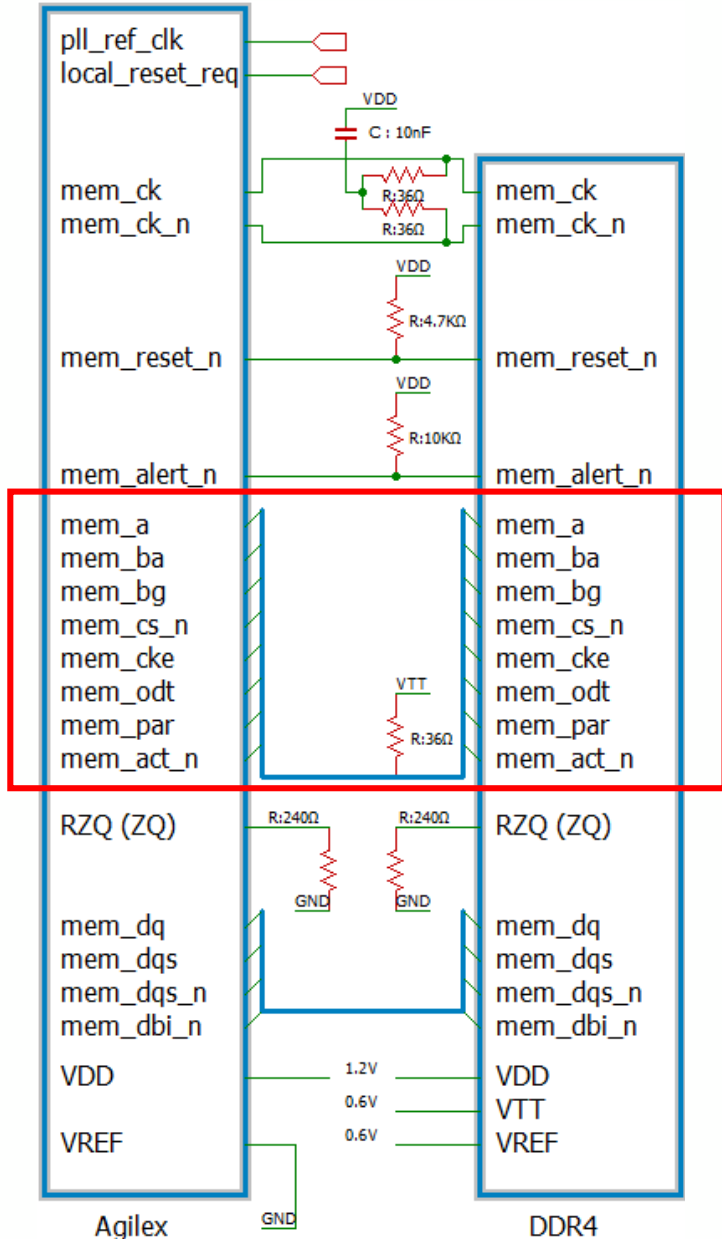 pll_ref_clk
local_reset_req
VDD
C : 10nF
mem_ck
R:36Ω
mem_ck
mem_ck_n
R:36Ω
mem_ck_n
VDD
R:4.7KΩ
mem_reset_n
mem_reset_n
VDD
R:10KΩ
mem_alert_n
mem_alert_n
mem_a
mem_a
mem_ba
mem_ba
mem_bg
mem_bg
mem_cs_n
mem_cs_n
mem_cke
mem_cke
VTT
mem_odt
mem_odt
mem_par
R:36Ω
mem_par
mem_act_n
mem_act_n
RZQ (ZQ)
R:240Ω
R:240Ω
RZQ (ZQ)
GND
GND
mem_dq
mem_dq
mem_dqs
mem_dqs
mem_dqs_n
mem_dqs_n
mem_dbi_n
mem_dbi_n
VDD
1.2V
VDD
0.6V
VTT
VREF
0.6V
VREF
GND
Agilex
DDR4